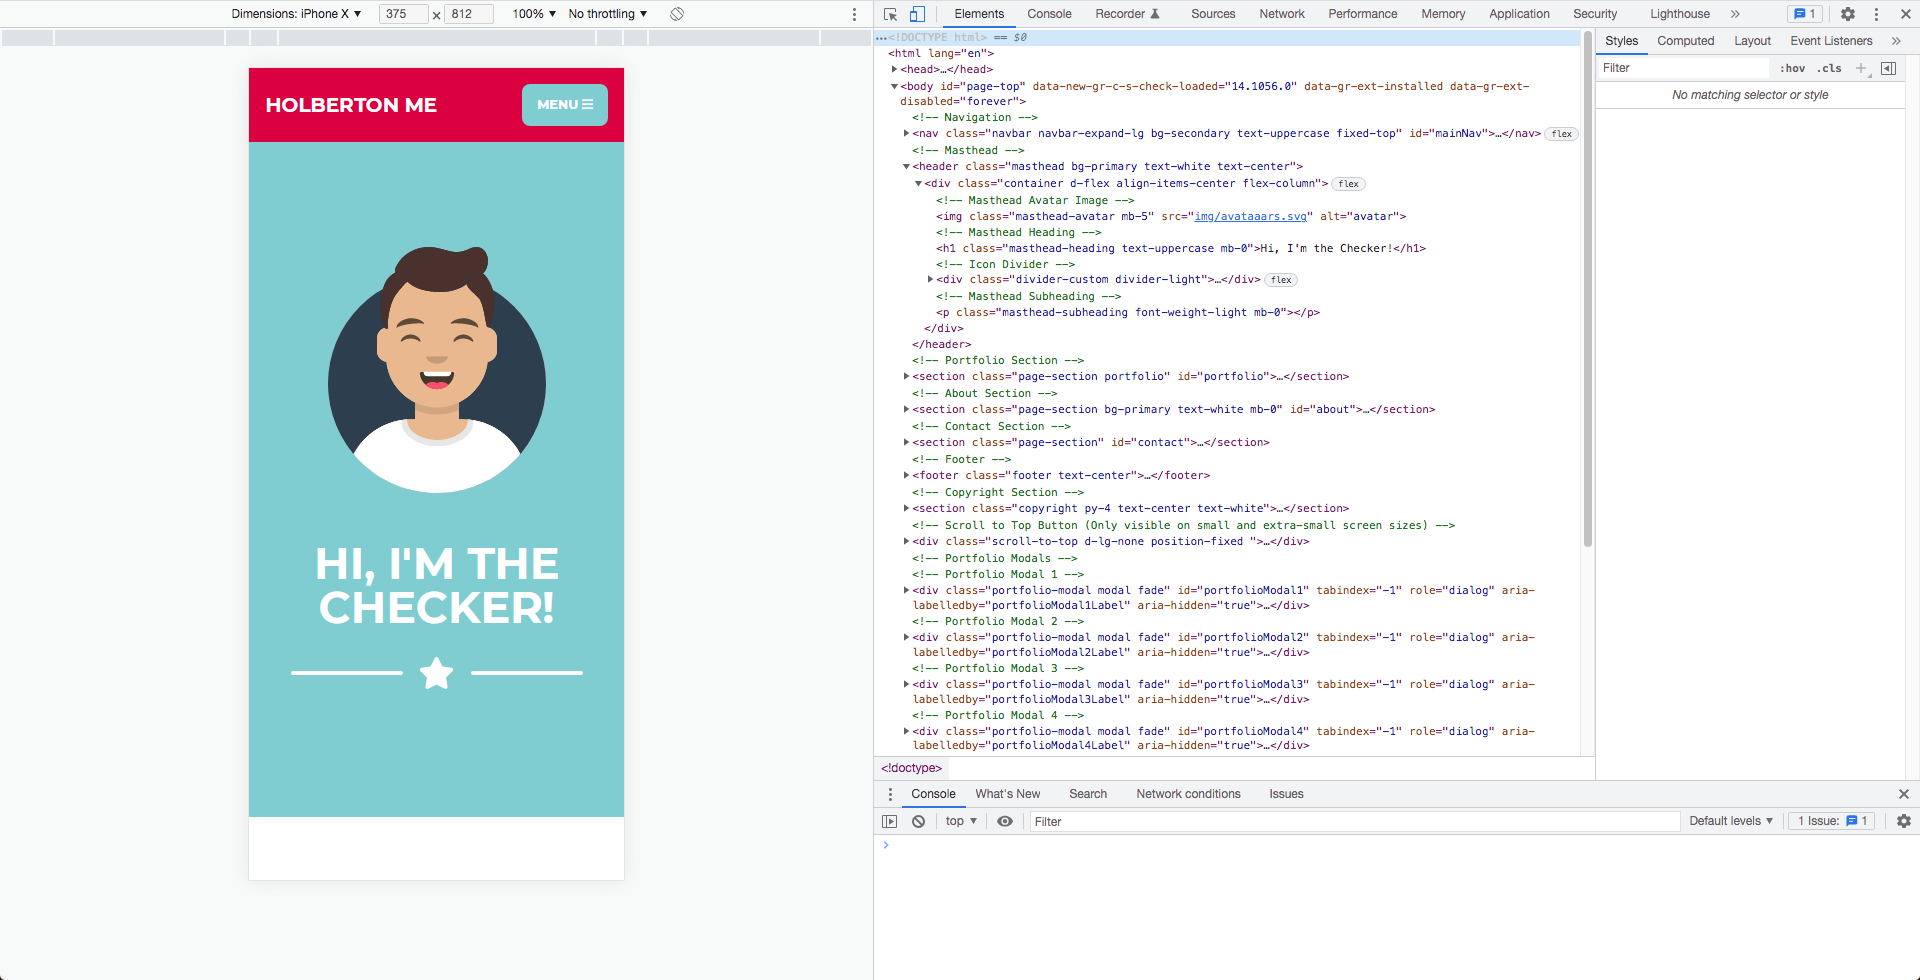 Dimensions: iPhone X ▼ 375 × 812 100% ▼ No throttling ▼
HOLBERTON ME
MENU ☰
HI, I'M THE
CHECKER!
Elements Console Recorder Sources Network Performance Memory Application Security Lighthouse » 1
…<!DOCTYPE html> == $0
<html lang="en">
▶<head>…</head>
▼<body id="page-top" data-new-gr-c-s-check-loaded="14.1056.0" data-gr-ext-installed data-gr-ext-
disabled="forever">
<!-- Navigation -->
▶<nav class="navbar navbar-expand-lg bg-secondary text-uppercase fixed-top" id="mainNav">…</nav> flex
<!-- Masthead -->
▼<header class="masthead bg-primary text-white text-center">
▼<div class="container d-flex align-items-center flex-column"> flex
<!-- Masthead Avatar Image -->
<img class="masthead-avatar mb-5" src="img/avataaars.svg" alt="avatar">
<!-- Masthead Heading -->
<h1 class="masthead-heading text-uppercase mb-0">Hi, I'm the Checker!</h1>
<!-- Icon Divider -->
▶<div class="divider-custom divider-light">…</div> flex
<!-- Masthead Subheading -->
<p class="masthead-subheading font-weight-light mb-0"></p>
</div>
</header>
<!-- Portfolio Section -->
▶<section class="page-section portfolio" id="portfolio">…</section>
<!-- About Section -->
▶<section class="page-section bg-primary text-white mb-0" id="about">…</section>
<!-- Contact Section -->
▶<section class="page-section" id="contact">…</section>
<!-- Footer -->
▶<footer class="footer text-center">…</footer>
<!-- Copyright Section -->
▶<section class="copyright py-4 text-center text-white">…</section>
<!-- Scroll to Top Button (Only visible on small and extra-small screen sizes) -->
▶<div class="scroll-to-top d-lg-none position-fixed ">…</div>
<!-- Portfolio Modals -->
<!-- Portfolio Modal 1 -->
▶<div class="portfolio-modal modal fade" id="portfolioModal1" tabindex="-1" role="dialog" aria-
labelledby="portfolioModal1Label" aria-hidden="true">…</div>
<!-- Portfolio Modal 2 -->
▶<div class="portfolio-modal modal fade" id="portfolioModal2" tabindex="-1" role="dialog" aria-
labelledby="portfolioModal2Label" aria-hidden="true">…</div>
<!-- Portfolio Modal 3 -->
▶<div class="portfolio-modal modal fade" id="portfolioModal3" tabindex="-1" role="dialog" aria-
labelledby="portfolioModal3Label" aria-hidden="true">…</div>
<!-- Portfolio Modal 4 -->
▶<div class="portfolio-modal modal fade" id="portfolioModal4" tabindex="-1" role="dialog" aria-
labelledby="portfolioModal4Label" aria-hidden="true">…</div>
<!doctype>
Styles Computed Layout Event Listeners »
Filter :hov .cls +
No matching selector or style
Console What's New Search Network conditions Issues
top ▼ Filter Default levels ▼ 1 Issue: 1